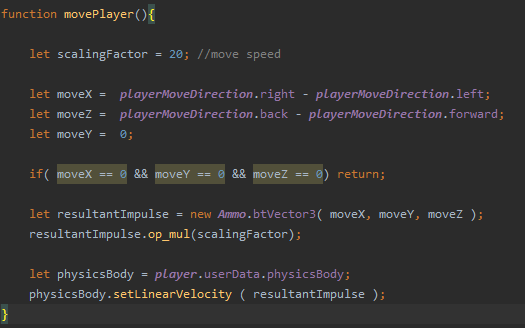 function movePlayer(){
let scalingFactor = 20; //move speed
let moveX =  playerMoveDirection.right - playerMoveDirection.left;
let moveZ =  playerMoveDirection.back - playerMoveDirection.forward;
let moveY =  0;
if( moveX == 0 && moveY == 0 && moveZ == 0) return;
let resultantImpulse = new Ammo.btVector3( moveX, moveY, moveZ );
resultantImpulse.op_mul(scalingFactor);
let physicsBody = player.userData.physicsBody;
physicsBody.setLinearVelocity ( resultantImpulse );
}